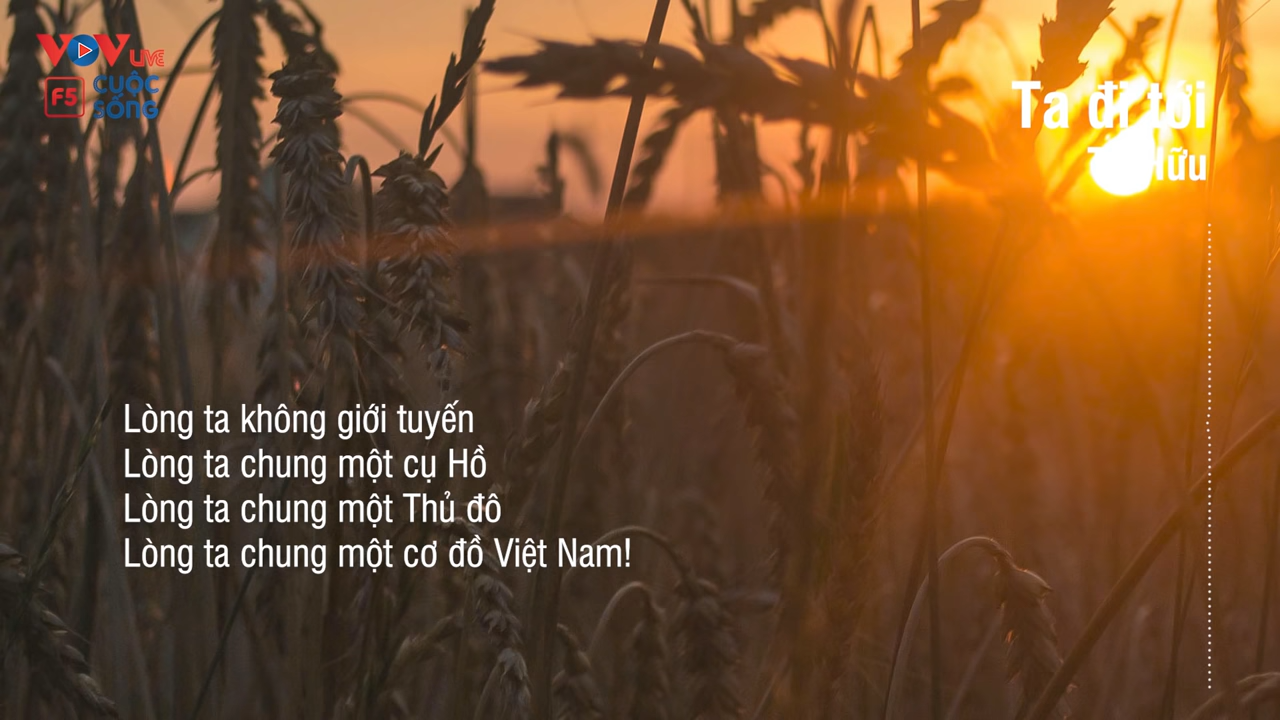 VOV LIVE
F5 CUỘC SỐNG
Ta đi tới
Hữu
Lòng ta không giới tuyến
Lòng ta chung một cụ Hồ
Lòng ta chung một Thủ đô
Lòng ta chung một cơ đồ Việt Nam!